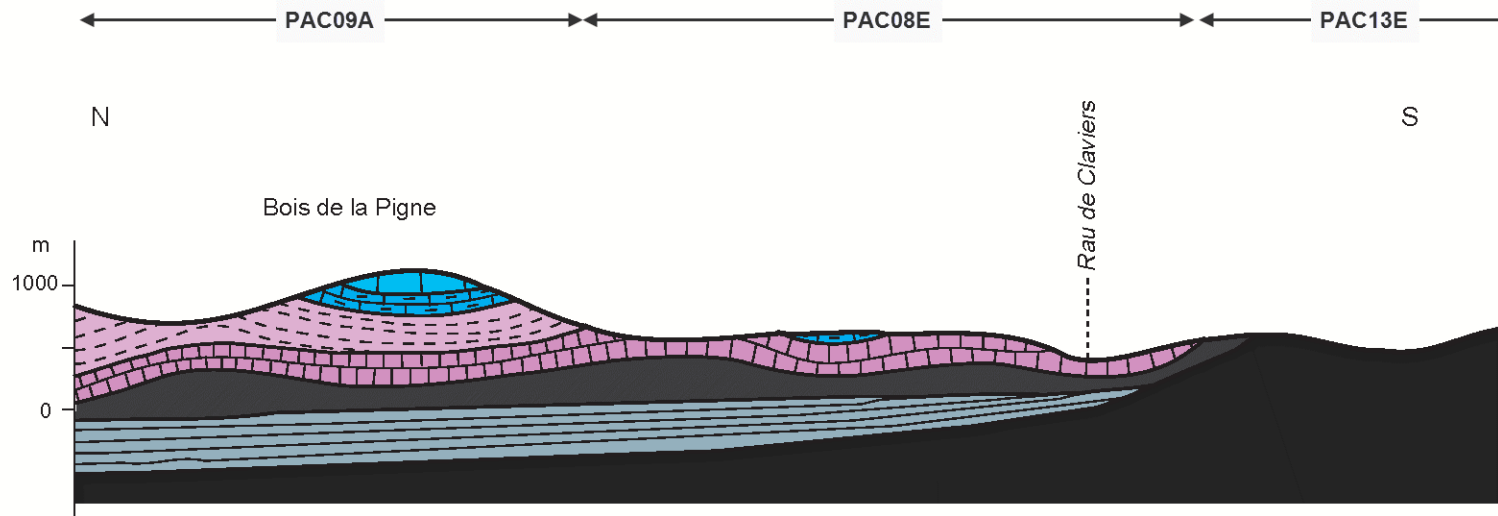 PAC09A PAC08E PAC13E
N
S
Rau de Claviers
Bois de la Pigne
m
1000
0